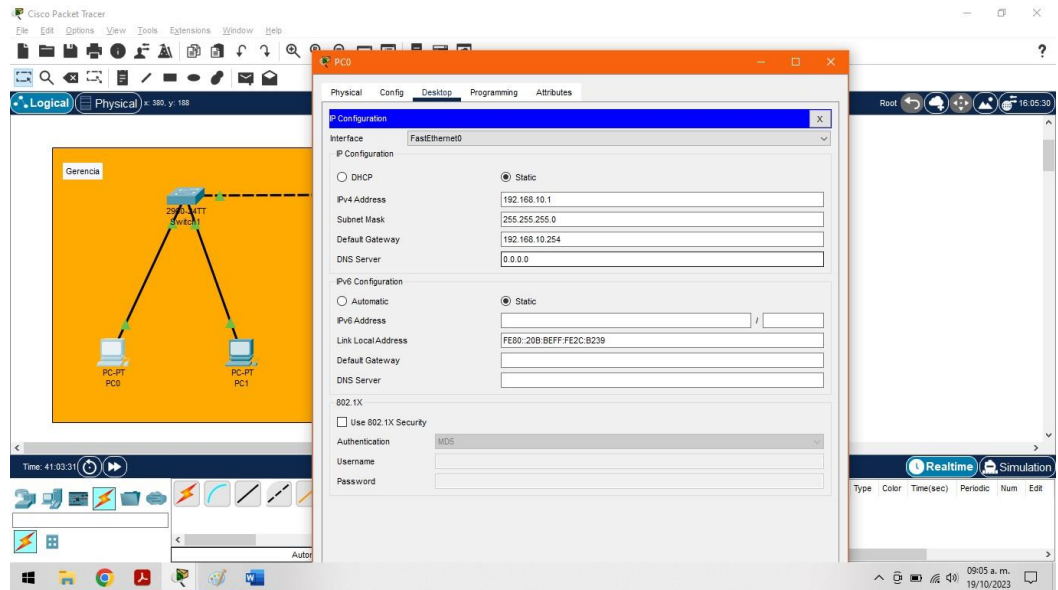 Cisco Packet Tracer
File Edit Options View Tools Extensions Window Help
?
PC0
Physical Config Desktop Programming Attributes
Logical Physical x: 380, y: 188
Root 16:05:30
IP Configuration X
Interface FastEthernet0
IP Configuration
DHCP Static
IPv4 Address 192.168.10.1
Subnet Mask 255.255.255.0
Default Gateway 192.168.10.254
DNS Server 0.0.0.0
IPv6 Configuration
Automatic Static
IPv6 Address /
Link Local Address FE80::20B:BEFF:FE2C:B239
Default Gateway
DNS Server
802.1X
Use 802.1X Security
Authentication MD5
Username
Password
Gerencia
2960-24TT
Switch1
PC-PT
PC0
PC-PT
PC1
Time: 41:03:31
Realtime Simulation
Type Color Time(sec) Periodic Num Edit
09:05 a. m.
19/10/2023